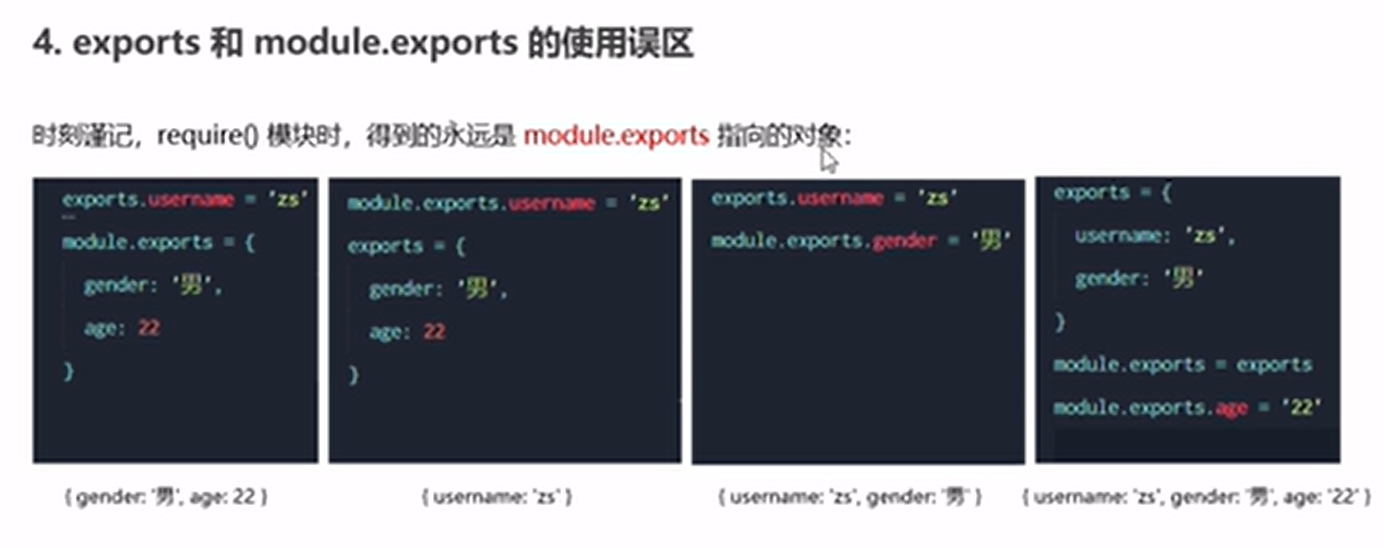 4. exports 和 module.exports 的使用误区
时刻谨记，require() 模块时，得到的永远是 module.exports 指向的对象：
exports.username = 'zs'
module.exports = {
gender: '男',
age: 22
}
module.exports.username = 'zs'
exports = {
gender: '男',
age: 22
}
exports.username = 'zs'
module.exports.gender = '男'
exports = {
username: 'zs',
gender: '男'
}
module.exports = exports
module.exports.age = '22'
{ gender: '男', age: 22 }
{ username: 'zs' }
{ username: 'zs', gender: '男' }
{ username: 'zs', gender: '男', age: '22' }